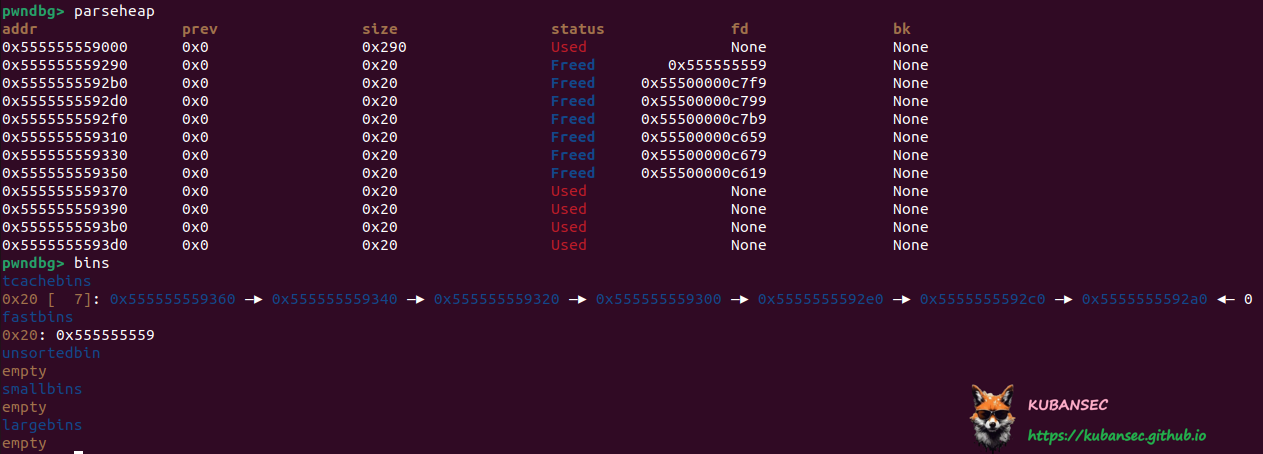 pwndbg> parseheap
addr prev size status fd bk
0x555555559000 0x0 0x290 Used None None
0x555555559290 0x0 0x20 Freed 0x555555559 None
0x5555555592b0 0x0 0x20 Freed 0x55500000c7f9 None
0x5555555592d0 0x0 0x20 Freed 0x55500000c799 None
0x5555555592f0 0x0 0x20 Freed 0x55500000c7b9 None
0x555555559310 0x0 0x20 Freed 0x55500000c659 None
0x555555559330 0x0 0x20 Freed 0x55500000c679 None
0x555555559350 0x0 0x20 Freed 0x55500000c619 None
0x555555559370 0x0 0x20 Used None None
0x555555559390 0x0 0x20 Used None None
0x5555555593b0 0x0 0x20 Used None None
0x5555555593d0 0x0 0x20 Used None None
pwndbg> bins
tcachebins
0x20 [  7]: 0x555555559360 —▸ 0x555555559340 —▸ 0x555555559320 —▸ 0x555555559300 —▸ 0x5555555592e0 —▸ 0x5555555592c0 —▸ 0x5555555592a0 ◂— 0
fastbins
0x20: 0x555555559
unsortedbin
empty
smallbins
empty
largebins
empty
KUBANSEC
https://kubansec.github.io